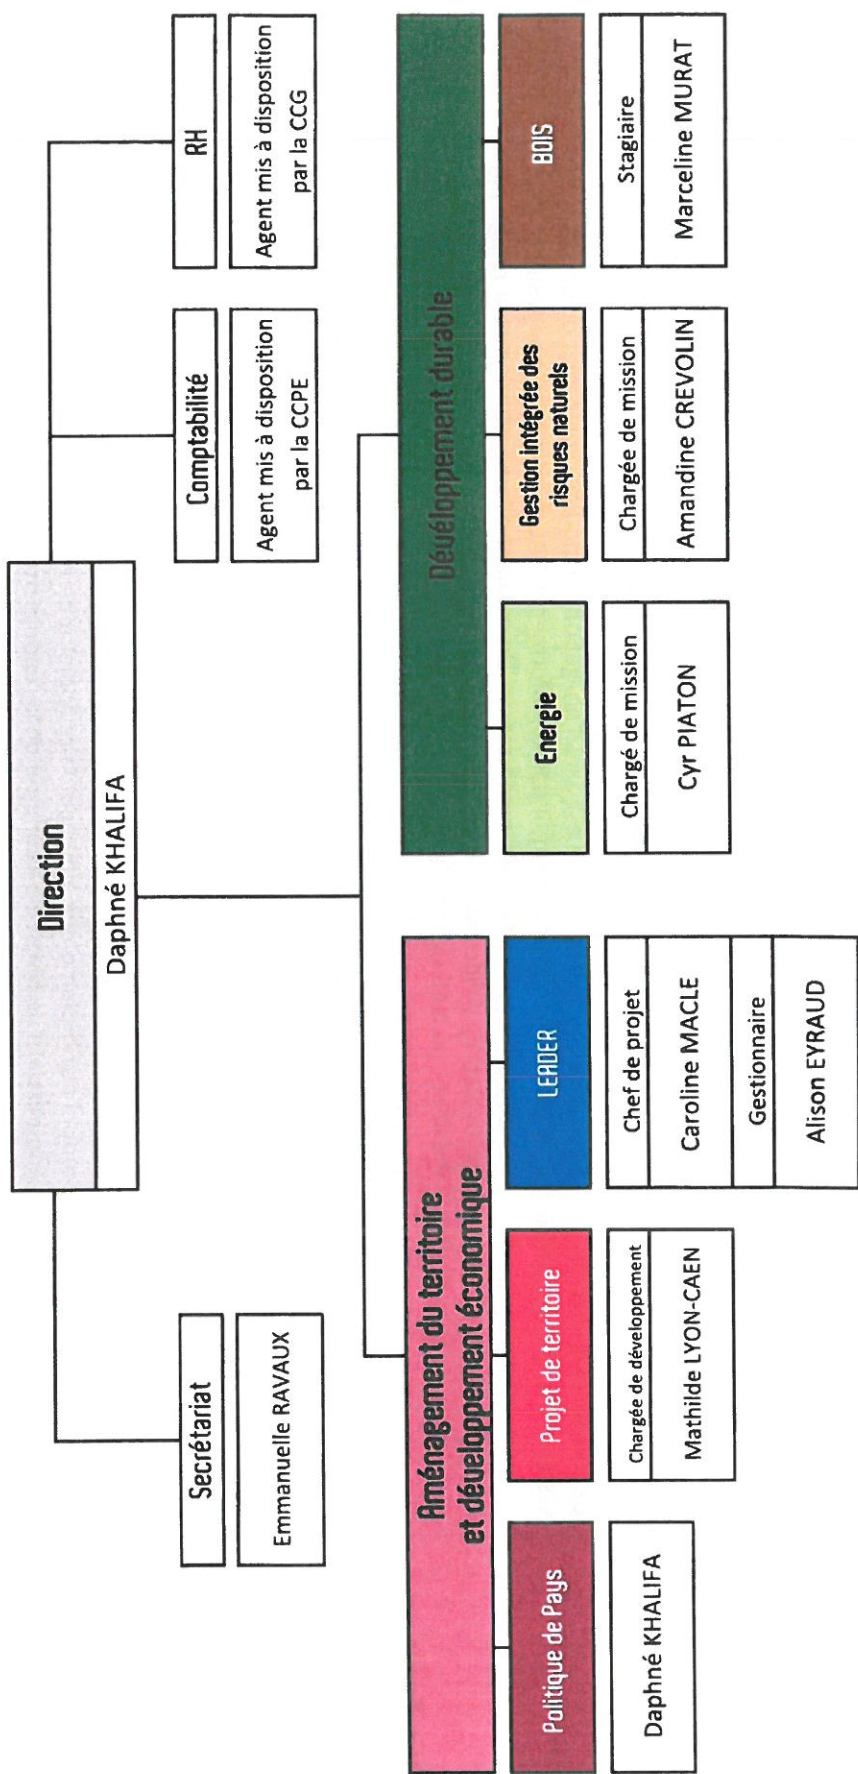 Direction
Daphné KHALIFA
Secrétariat
Emmanuelle RAVAUX
Comptabilité
Agent mis à disposition
par la CCPE
RH
Agent mis à disposition
par la CCG
Aménagement du territoire
et développement économique
Politique de Pays
Daphné KHALIFA
Projet de territoire
Chargée de développement
Mathilde LYON-CAEN
LEADER
Chef de projet
Caroline MACLE
Gestionnaire
Alison EYRAUD
Dévéloppement durable
Energie
Chargé de mission
Cyr PIATON
Gestion intégrée des
risques naturels
Chargée de mission
Amandine CREVOLIN
BOIS
Stagiaire
Marceline MURAT